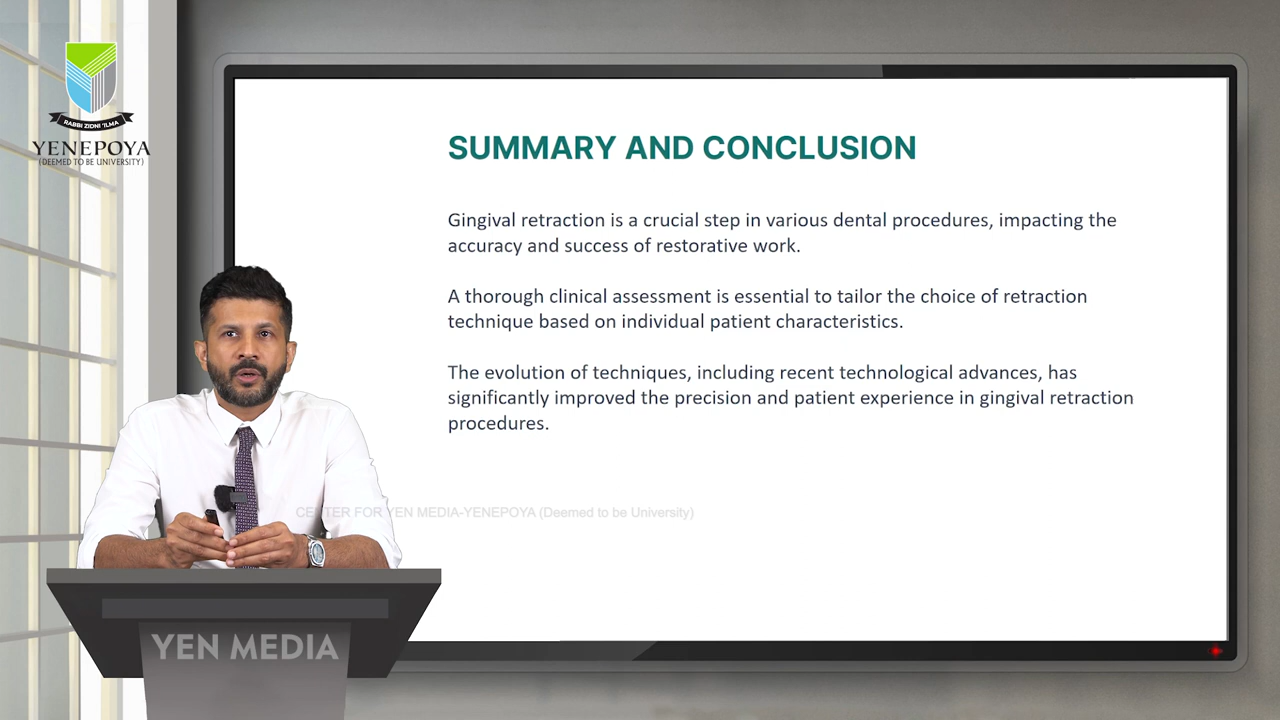 RABBI ZIDNI 'ILMA
YENEPOYA
(DEEMED TO BE UNIVERSITY)
SUMMARY AND CONCLUSION
Gingival retraction is a crucial step in various dental procedures, impacting the
accuracy and success of restorative work.
A thorough clinical assessment is essential to tailor the choice of retraction
technique based on individual patient characteristics.
The evolution of techniques, including recent technological advances, has
significantly improved the precision and patient experience in gingival retraction
procedures.
CENTER FOR YEN MEDIA-YENEPOYA (Deemed to be University)
YEN MEDIA